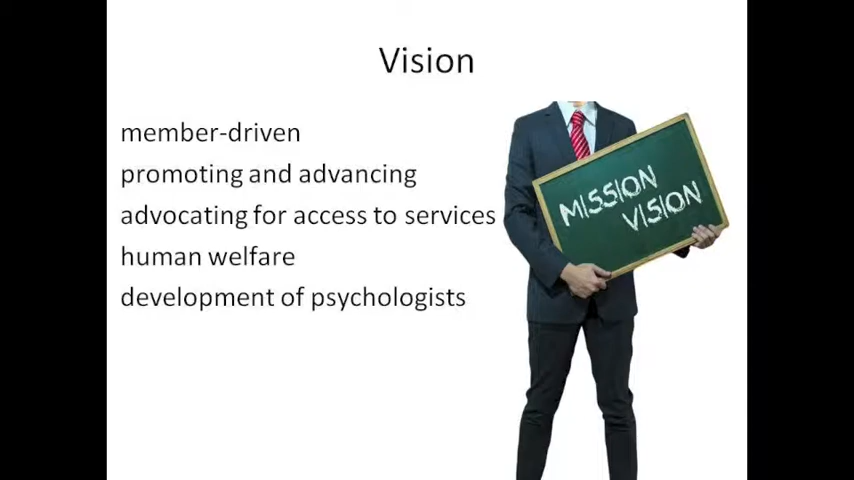 Vision
member-driven
promoting and advancing
advocating for access to services
human welfare
development of psychologists
MISSION
VISION